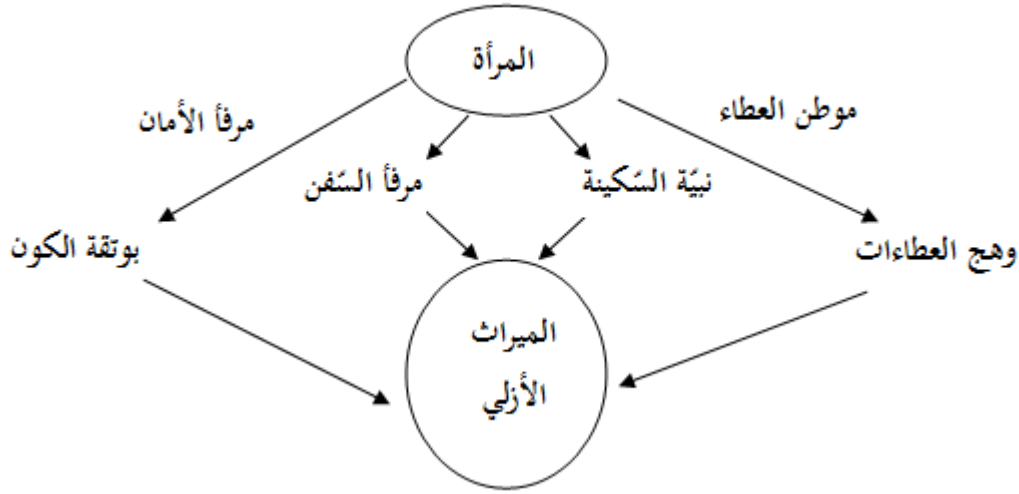 المرأة
موطن العطاء
مرفأ الأمان
نبيّة السّكينة
مرفأ السّفن
وهج العطاءات
بوتقة الكون
الميراث
الأزلي